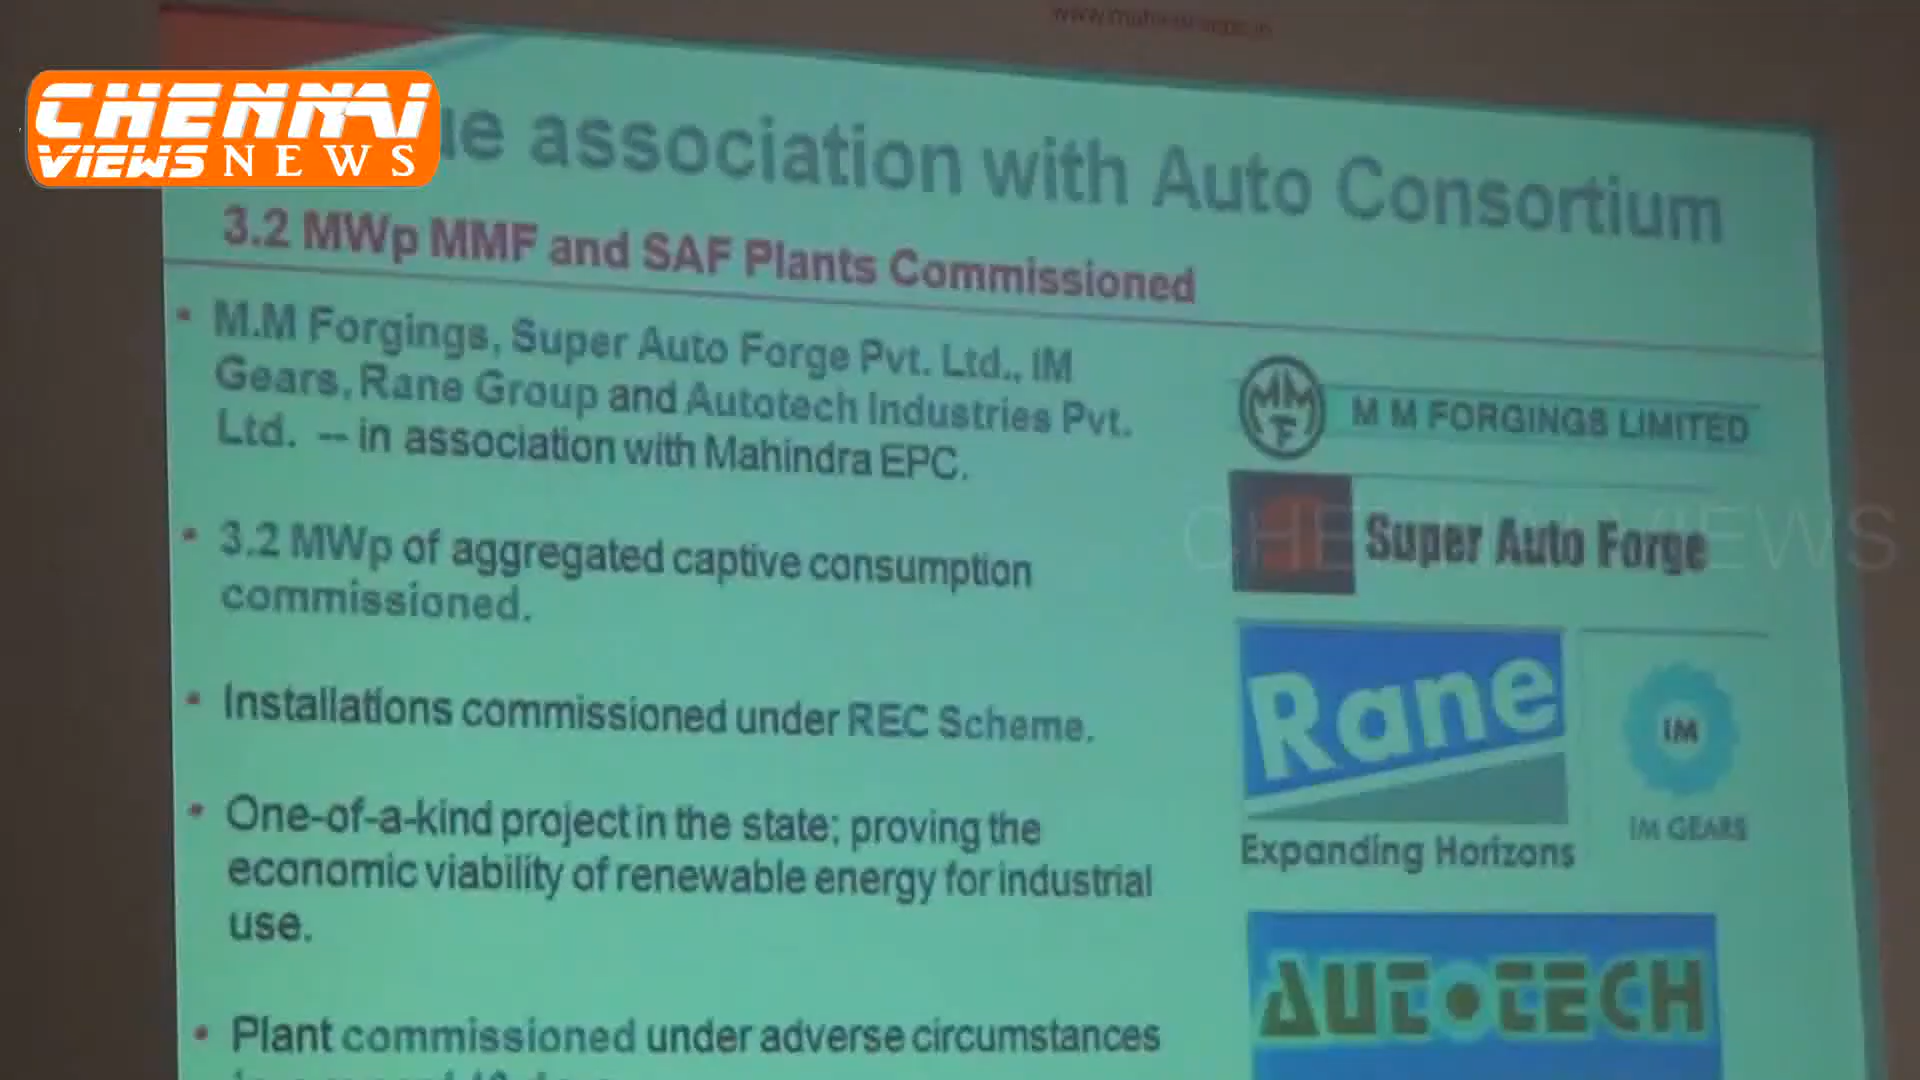 CHENNAI
VIEWS NEWS
ue association with Auto Consortium
3.2 MWp MMF and SAF Plants Commissioned
• M.M Forgings, Super Auto Forge Pvt. Ltd., IM
Gears, Rane Group and Autotech Industries Pvt.
Ltd. -- in association with Mahindra EPC.
• 3.2 MWp of aggregated captive consumption
commissioned.
• Installations commissioned under REC Scheme.
• One-of-a-kind project in the state; proving the
economic viability of renewable energy for industrial
use.
• Plant commissioned under adverse circumstances
MMF
M M FORGINGS LIMITED
Super Auto Forge
CHENNAIVIEWS
Rane
Expanding Horizons
iM
IM GEARS
AUTOTECH